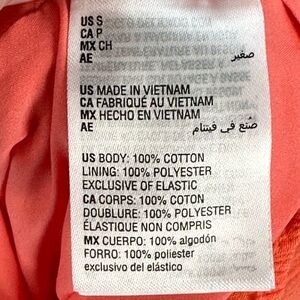 US S
CA P
MX CH
AE صغير
US MADE IN VIETNAM
CA FABRIQUÉ AU VIETNAM
MX HECHO EN VIETNAM
AE صنع في فيتنام
US BODY: 100% COTTON
LINING: 100% POLYESTER
EXCLUSIVE OF ELASTIC
CA CORPS: 100% COTON
DOUBLURE: 100% POLYESTER
ÉLASTIQUE NON COMPRIS
MX CUERPO: 100% algodón
FORRO: 100% poliester
exclusivo del elástico